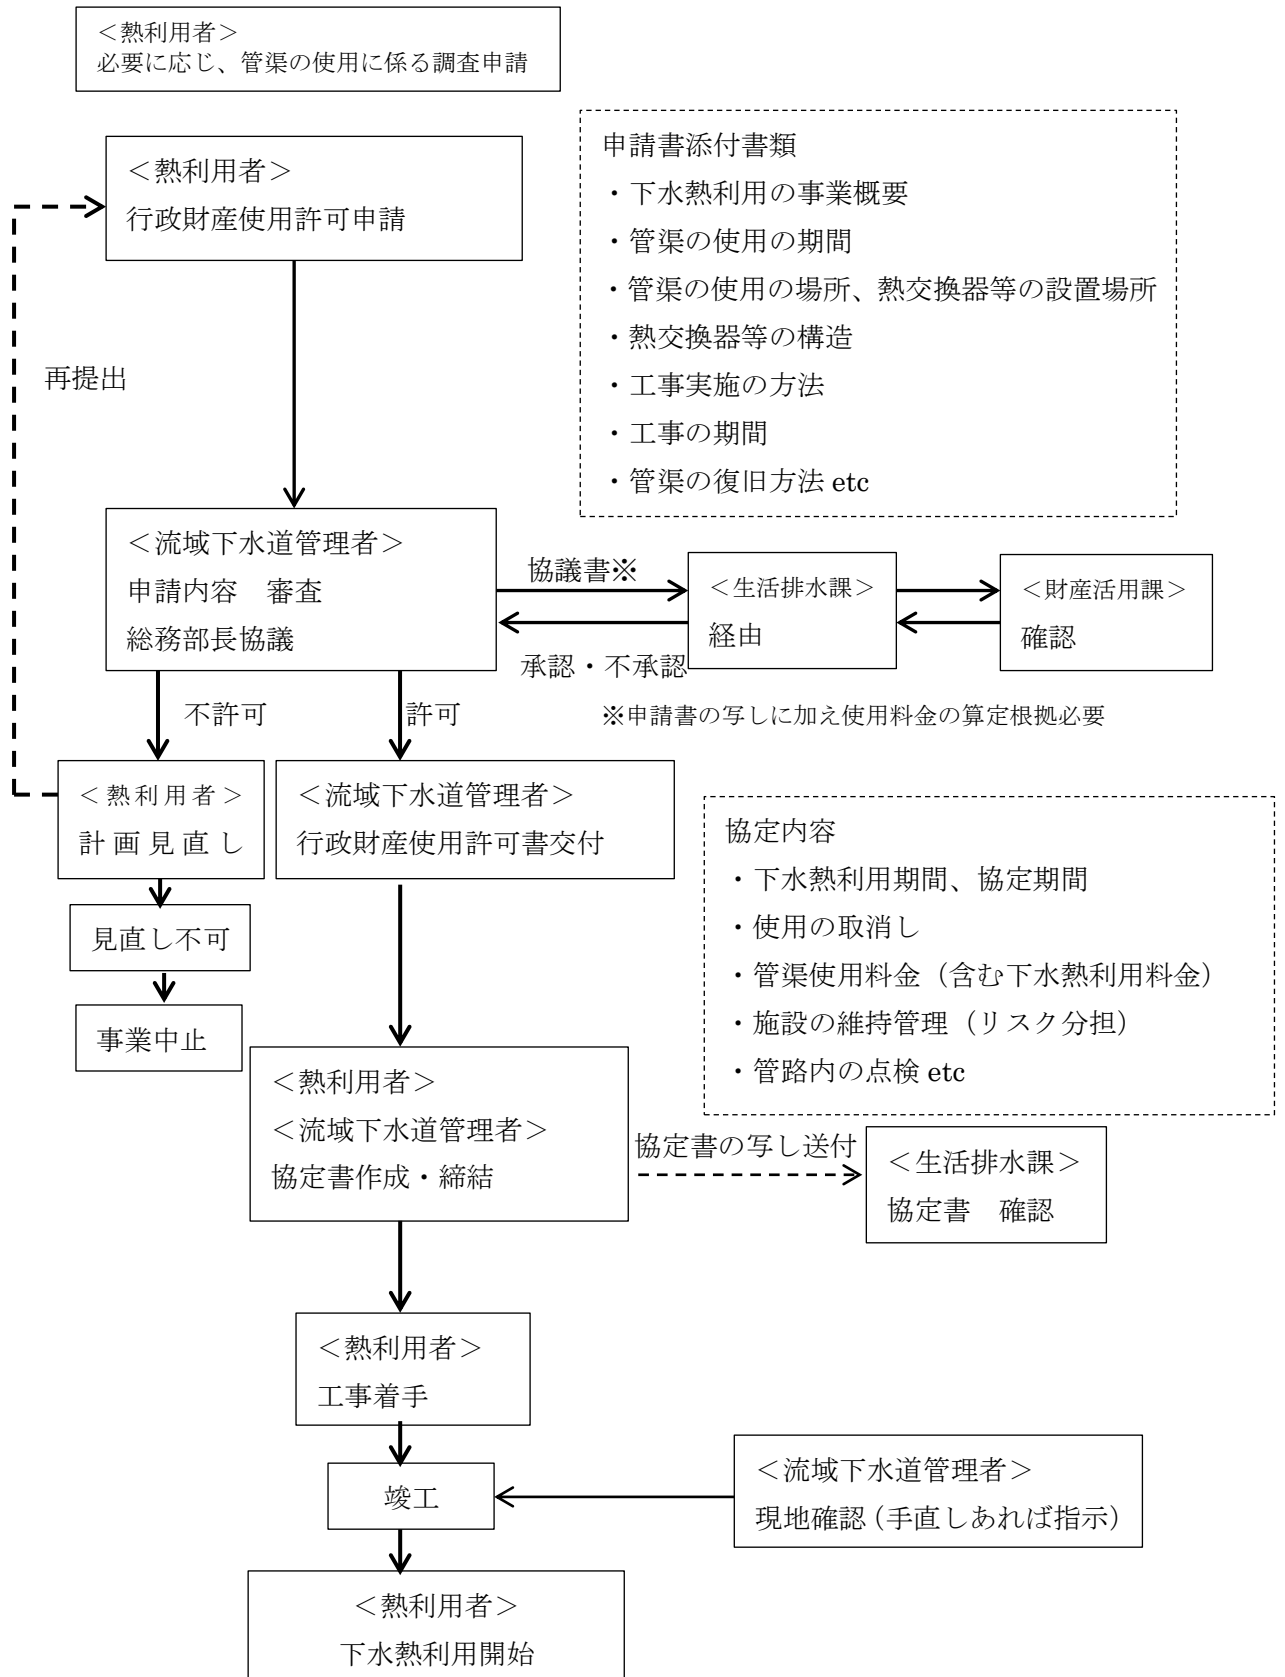 ＜熱利用者＞
必要に応じ、管渠の使用に係る調査申請
＜熱利用者＞
行政財産使用許可申請
申請書添付書類
・下水熱利用の事業概要
・管渠の使用の期間
・管渠の使用の場所、熱交換器等の設置場所
・熱交換器等の構造
・工事実施の方法
・工事の期間
・管渠の復旧方法 etc
再提出
＜流域下水道管理者＞
申請内容　審査
総務部長協議
協議書※
承認・不承認
＜生活排水課＞
経由
＜財産活用課＞
確認
※申請書の写しに加え使用料金の算定根拠必要
不許可
許可
＜熱利用者＞
計画見直し
見直し不可
事業中止
＜流域下水道管理者＞
行政財産使用許可書交付
協定内容
・下水熱利用期間、協定期間
・使用の取消し
・管渠使用料金（含む下水熱利用料金）
・施設の維持管理（リスク分担）
・管路内の点検 etc
＜熱利用者＞
＜流域下水道管理者＞
協定書作成・締結
協定書の写し送付
＜生活排水課＞
協定書　確認
＜熱利用者＞
工事着手
竣工
＜流域下水道管理者＞
現地確認（手直しあれば指示）
＜熱利用者＞
下水熱利用開始